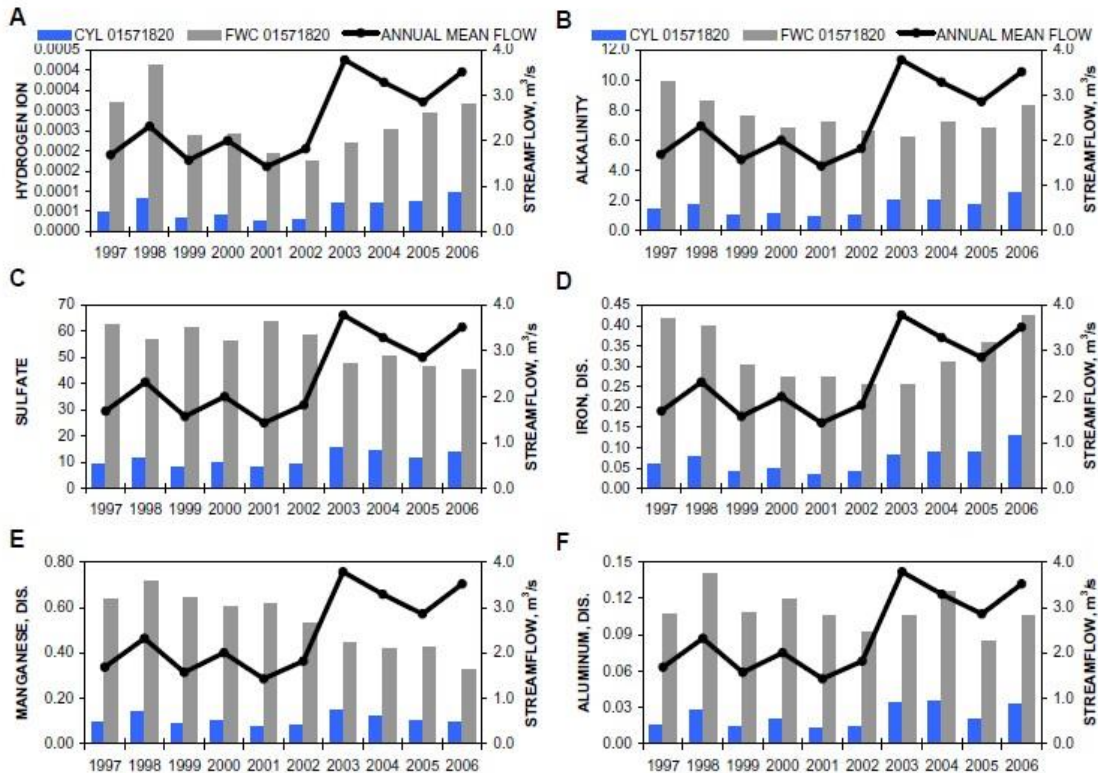 A
CYL 01571820 FWC 01571820 ANNUAL MEAN FLOW
HYDROGEN ION
0.0005
0.0004
0.0004
0.0003
0.0003
0.0002
0.0002
0.0001
0.0001
0.0000
4.0
3.0
2.0
1.0
0.0
STREAMFLOW, m³/s
1997 1998 1999 2000 2001 2002 2003 2004 2005 2006
B
CYL 01571820 FWC 01571820 ANNUAL MEAN FLOW
ALKALINITY
12.0
10.0
8.0
6.0
4.0
2.0
0.0
4.0
3.0
2.0
1.0
0.0
STREAMFLOW, m³/s
1997 1998 1999 2000 2001 2002 2003 2004 2005 2006
C
SULFATE
70
60
50
40
30
20
10
0
4.0
3.0
2.0
1.0
0.0
STREAMFLOW, m³/s
1997 1998 1999 2000 2001 2002 2003 2004 2005 2006
D
IRON, DIS.
0.45
0.40
0.35
0.30
0.25
0.20
0.15
0.10
0.05
0.00
4.0
3.0
2.0
1.0
0.0
STREAMFLOW, m³/s
1997 1998 1999 2000 2001 2002 2003 2004 2005 2006
E
MANGANESE, DIS.
0.80
0.60
0.40
0.20
0.00
4.0
3.0
2.0
1.0
0.0
STREAMFLOW, m³/s
1997 1998 1999 2000 2001 2002 2003 2004 2005 2006
F
ALUMINUM, DIS.
0.15
0.12
0.09
0.06
0.03
0.00
4.0
3.0
2.0
1.0
0.0
STREAMFLOW, m³/s
1997 1998 1999 2000 2001 2002 2003 2004 2005 2006